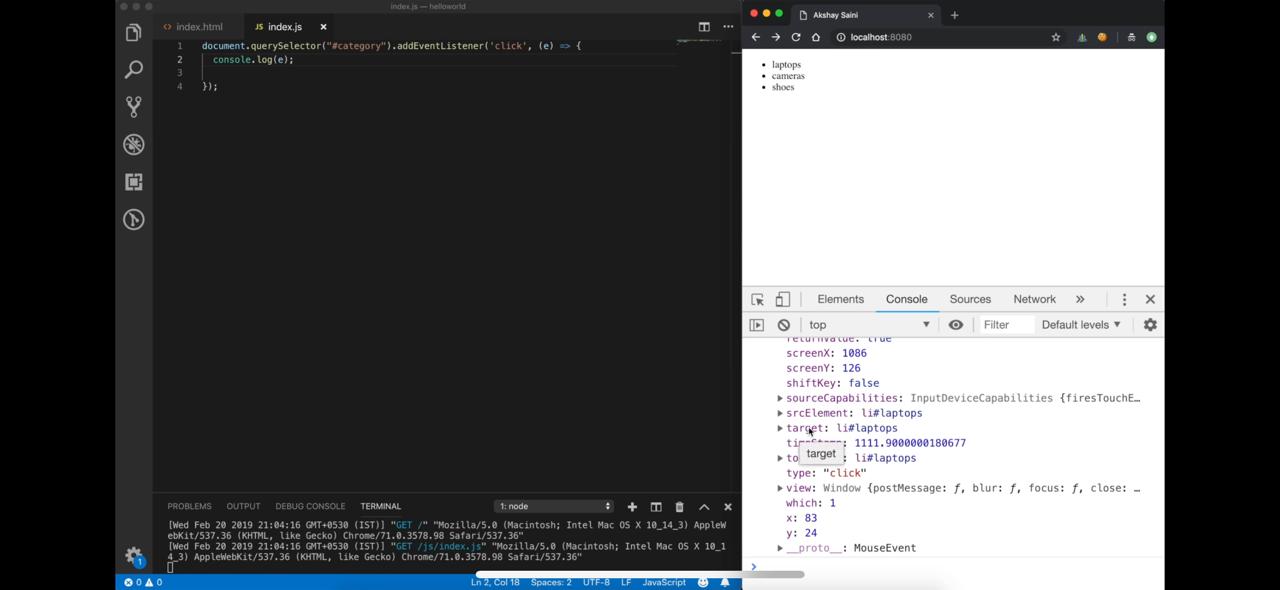 index.js — helloworld
index.html
index.js
1 document.querySelector("#category").addEventListener('click', (e) => {
2 console.log(e);
3
4 });
PROBLEMS OUTPUT DEBUG CONSOLE TERMINAL 1: node
[Wed Feb 20 2019 21:04:16 GMT+0530 (IST)] "GET /" "Mozilla/5.0 (Macintosh; Intel Mac OS X 10_14_3) AppleW
ebKit/537.36 (KHTML, like Gecko) Chrome/71.0.3578.98 Safari/537.36"
[Wed Feb 20 2019 21:04:16 GMT+0530 (IST)] "GET /js/index.js" "Mozilla/5.0 (Macintosh; Intel Mac OS X 10_1
4_3) AppleWebKit/537.36 (KHTML, like Gecko) Chrome/71.0.3578.98 Safari/537.36"
1
0 0 Ln 2, Col 18 Spaces: 2 UTF-8 LF JavaScript
Akshay Saini
localhost:8080
laptops
cameras
shoes
Elements Console Sources Network
top Filter Default levels
returnValue: true
screenX: 1086
screenY: 126
shiftKey: false
sourceCapabilities: InputDeviceCapabilities {firesTouchE…
srcElement: li#laptops
target: li#laptops
1111.9000000180677
target
li#laptops
type: "click"
view: Window {postMessage: ƒ, blur: ƒ, focus: ƒ, close: …
which: 1
x: 83
y: 24
__proto__: MouseEvent